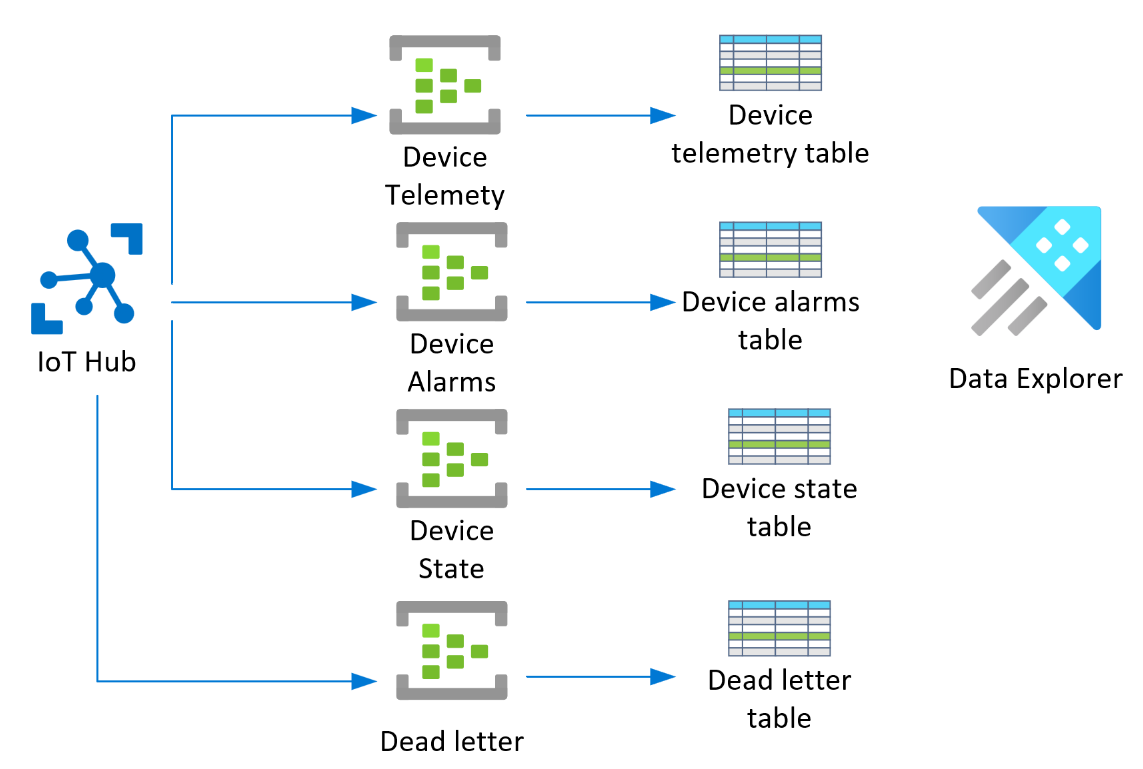 Device
Telemety
Device
telemetry table
IoT Hub
Device
Alarms
Device alarms
table
Data Explorer
Device
State
Device state
table
Dead letter
Dead letter
table